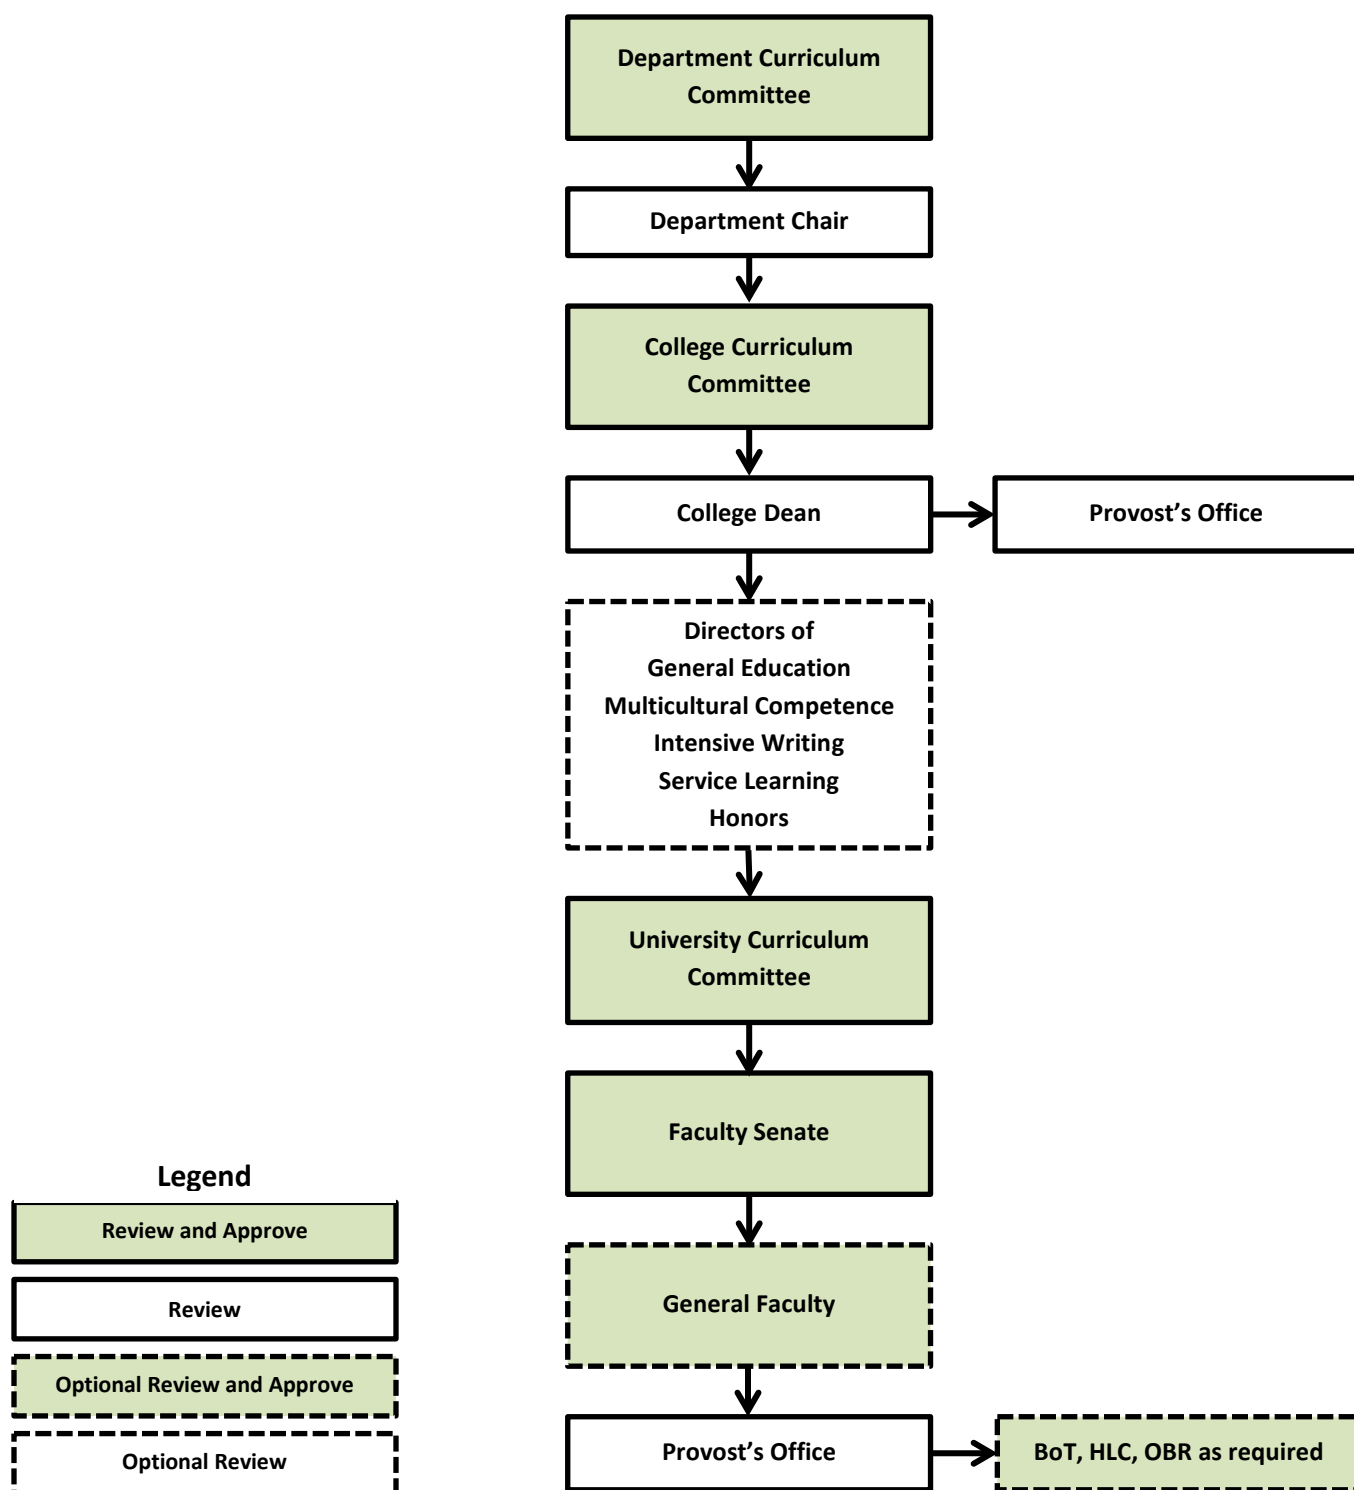 Department Curriculum
Committee
Department Chair
College Curriculum
Committee
College Dean
Provost’s Office
Directors of
General Education
Multicultural Competence
Intensive Writing
Service Learning
Honors
University Curriculum
Committee
Faculty Senate
General Faculty
Provost’s Office
BoT, HLC, OBR as required
Legend
Review and Approve
Review
Optional Review and Approve
Optional Review